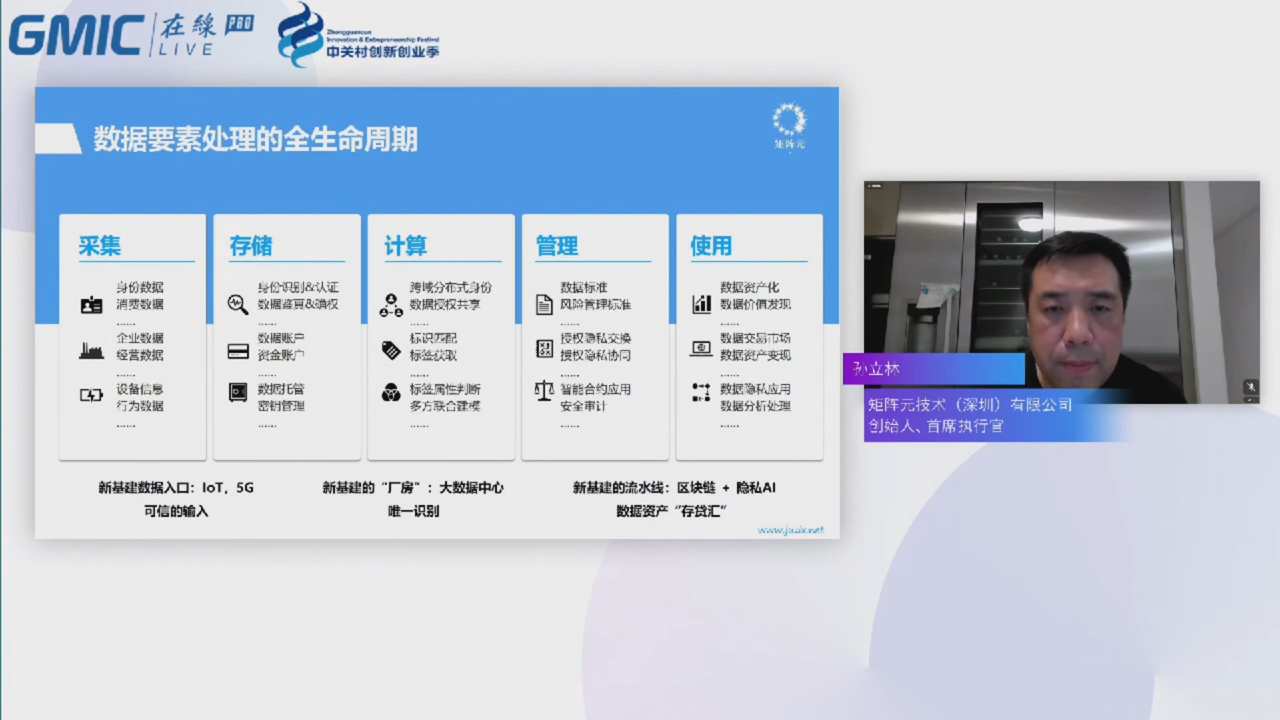 GMIC
在線 PRO
LIVE
Zhongguancun
Innovation & Entrepreneurship Festival
中关村创新创业季
数据要素处理的全生命周期
矩阵元
采集
身份数据
消费数据
......
企业数据
经营数据
......
设备信息
行为数据
......
存储
身份识别&认证
数据鉴真&确权
......
数据账户
资金账户
......
数据托管
密钥管理
......
计算
跨域分布式身份
数据授权共享
......
标识匹配
标签获取
......
标签属性判断
多方联合建模
......
管理
数据标准
风险管理标准
......
授权隐私交换
授权隐私协同
......
智能合约应用
安全审计
......
使用
数据资产化
数据价值发现
......
数据交易市场
数据资产变现
......
数据隐私应用
数据分析处理
......
新基建数据入口：IoT，5G
可信的输入
新基建的“厂房”：大数据中心
唯一识别
新基建的流水线：区块链 + 隐私AI
数据资产“存贷汇”
www.juzix.net
孙立林
矩阵元技术（深圳）有限公司
创始人、首席执行官